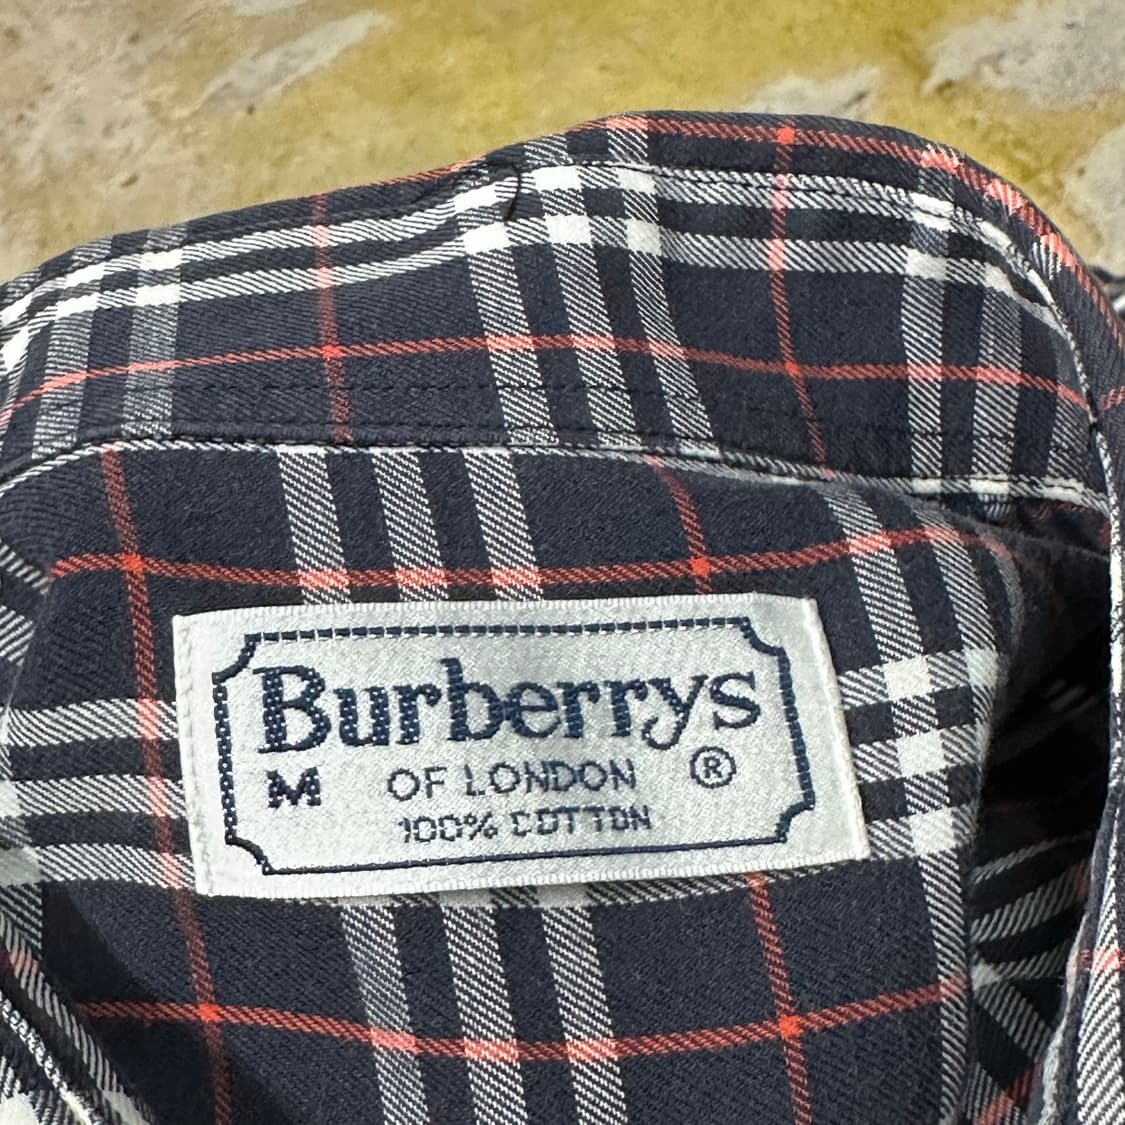 Burberrys
M OF LONDON ®
100% COTTON